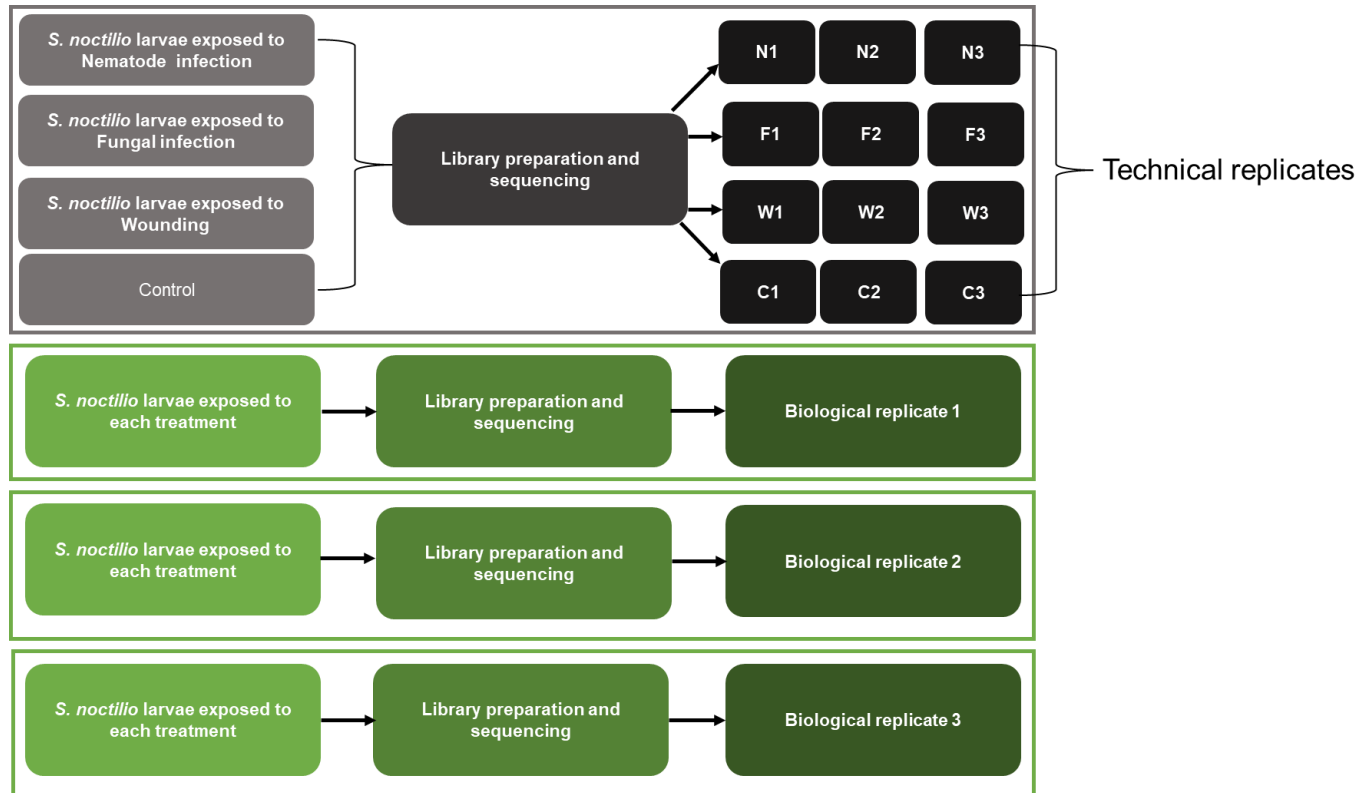 S. noctilio larvae exposed to
Nematode infection
S. noctilio larvae exposed to
Fungal infection
S. noctilio larvae exposed to
Wounding
Control
Library preparation and
sequencing
N1 N2 N3
F1 F2 F3
W1 W2 W3
C1 C2 C3
Technical replicates
S. noctilio larvae exposed to
each treatment
Library preparation and
sequencing
Biological replicate 1
S. noctilio larvae exposed to
each treatment
Library preparation and
sequencing
Biological replicate 2
S. noctilio larvae exposed to
each treatment
Library preparation and
sequencing
Biological replicate 3